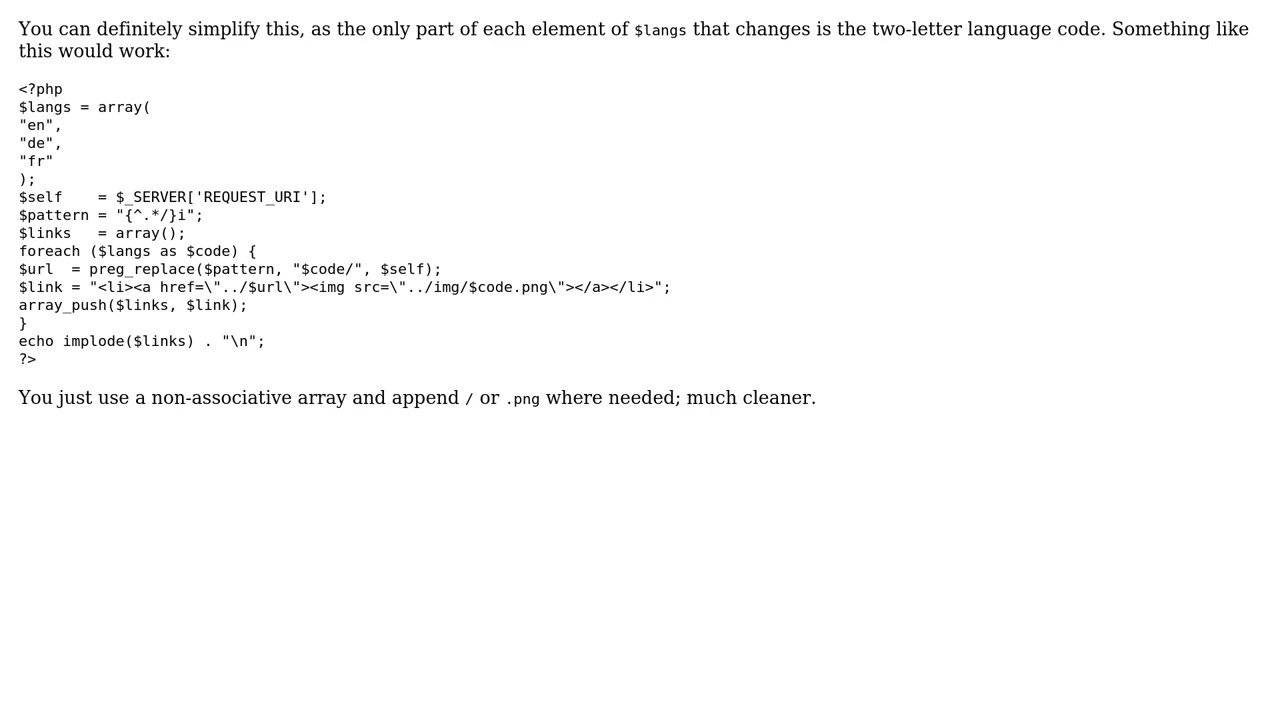 You can definitely simplify this, as the only part of each element of $langs that changes is the two-letter language code. Something like
this would work:
<?php
$langs = array(
"en",
"de",
"fr"
);
$self    = $_SERVER['REQUEST_URI'];
$pattern = "{^.*/}i";
$links   = array();
foreach ($langs as $code) {
$url  = preg_replace($pattern, "$code/", $self);
$link = "<li><a href=\"../$url\"><img src=\"../img/$code.png\"></a></li>";
array_push($links, $link);
}
echo implode($links) . "\n";
?>
You just use a non-associative array and append / or .png where needed; much cleaner.